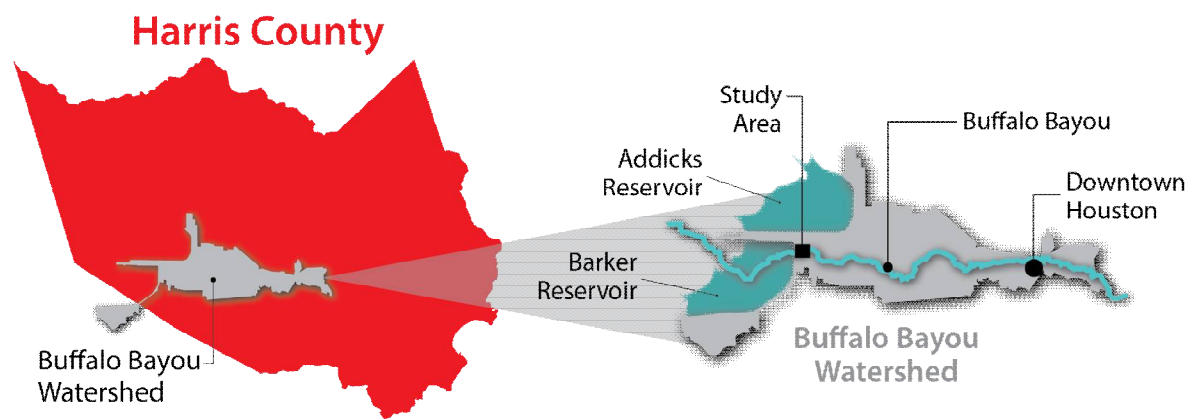 Harris County
Buffalo Bayou
Watershed
Study
Area
Buffalo Bayou
Addicks
Reservoir
Downtown
Houston
Barker
Reservoir
Buffalo Bayou
Watershed